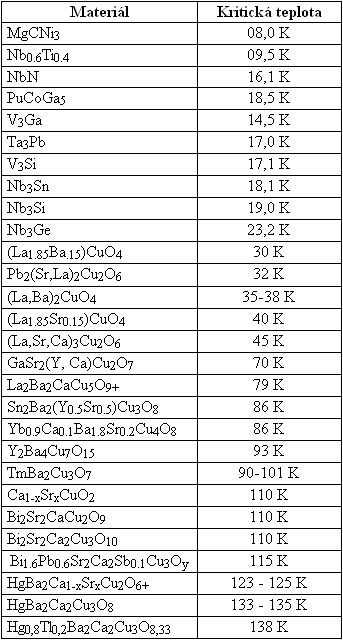 Materiál Kritická teplota
MgCNi3 08,0 K
Nb0.6Ti0.4 09,5 K
NbN 16,1 K
PuCoGa5 18,5 K
V3Ga 14,5 K
Ta3Pb 17,0 K
V3Si 17,1 K
Nb3Sn 18,1 K
Nb3Si 19,0 K
Nb3Ge 23,2 K
(La1.85Ba.15)CuO4 30 K
Pb2(Sr,La)2Cu2O6 32 K
(La,Ba)2CuO4 35-38 K
(La1.85Sr0.15)CuO4 40 K
(La,Sr,Ca)3Cu2O6 45 K
GaSr2(Y, Ca)Cu2O7 70 K
La2Ba2CaCu5O9+ 79 K
Sn2Ba2(Y0.5Sr0.5)Cu3O8 86 K
Yb0.9Ca0.1Ba1.8Sr0.2Cu4O8 86 K
Y2Ba4Cu7O15 93 K
TmBa2Cu3O7 90-101 K
Ca1-xSrxCuO2 110 K
Bi2Sr2CaCu2O9 110 K
Bi2Sr2Ca2Cu3O10 110 K
Bi1.6Pb0.6Sr2Ca2Sb0.1Cu3Oy 115 K
HgBa2Ca1-xSrxCu2O6+ 123 - 125 K
HgBa2Ca2Cu3O8 133 - 135 K
Hg0,8Tl0,2Ba2Ca2Cu3O8,33 138 K